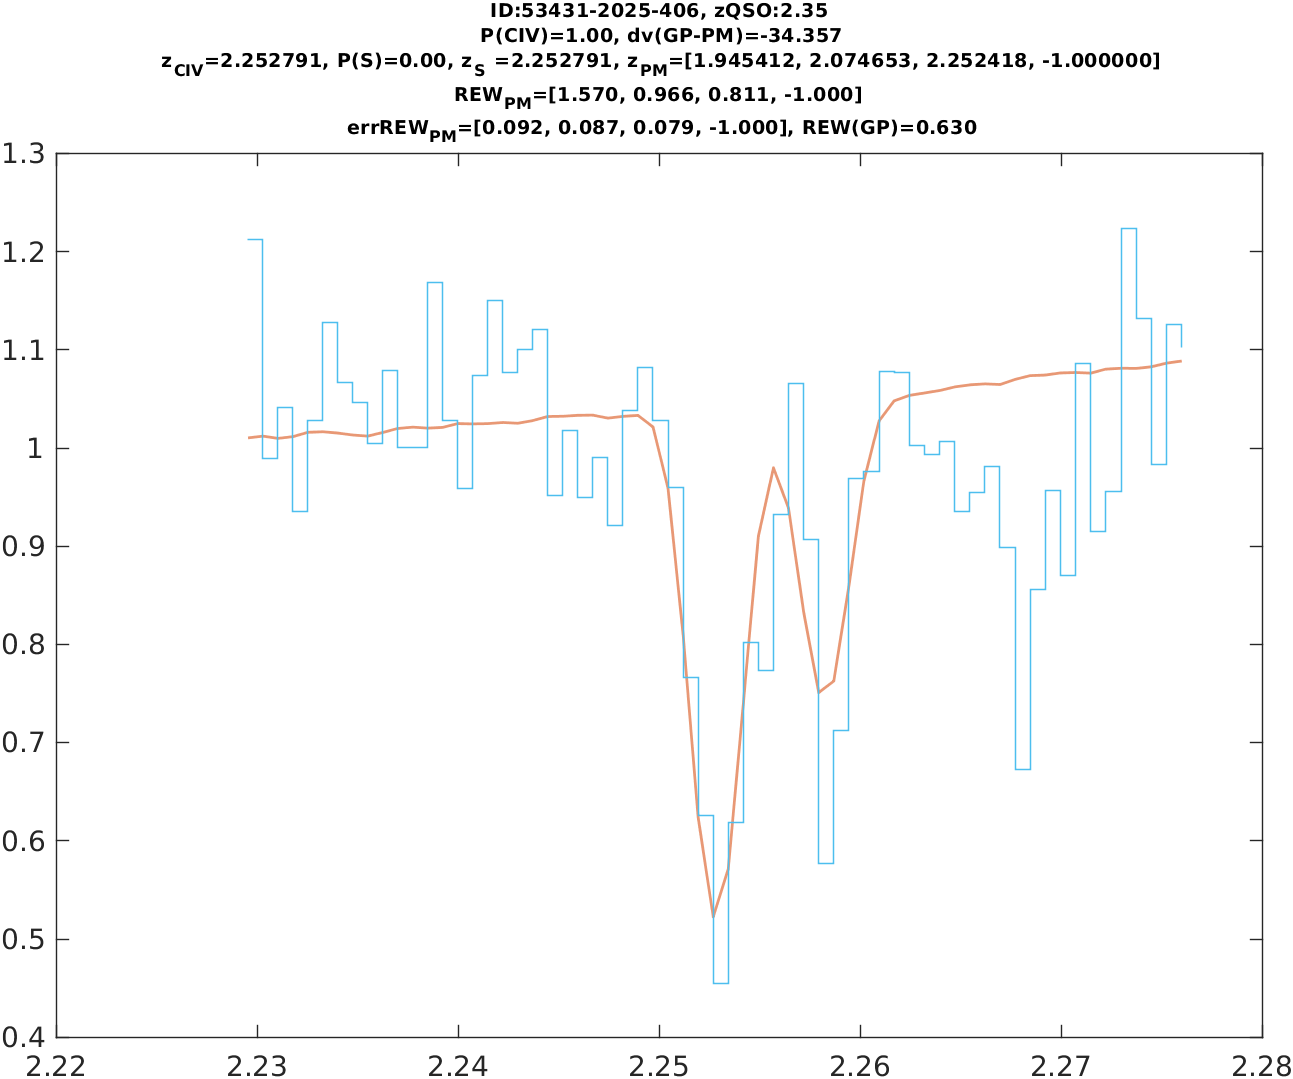 ID:53431-2025-406, zQSO:2.35
P(CIV)=1.00, dv(GP-PM)=-34.357
zCIV=2.252791, P(S)=0.00, zS =2.252791, zPM=[1.945412, 2.074653, 2.252418, -1.000000]
REWPM=[1.570, 0.966, 0.811, -1.000]
errREWPM=[0.092, 0.087, 0.079, -1.000], REW(GP)=0.630
1.3
1.2
1.1
1
0.9
0.8
0.7
0.6
0.5
0.4
2.22 2.23 2.24 2.25 2.26 2.27 2.28